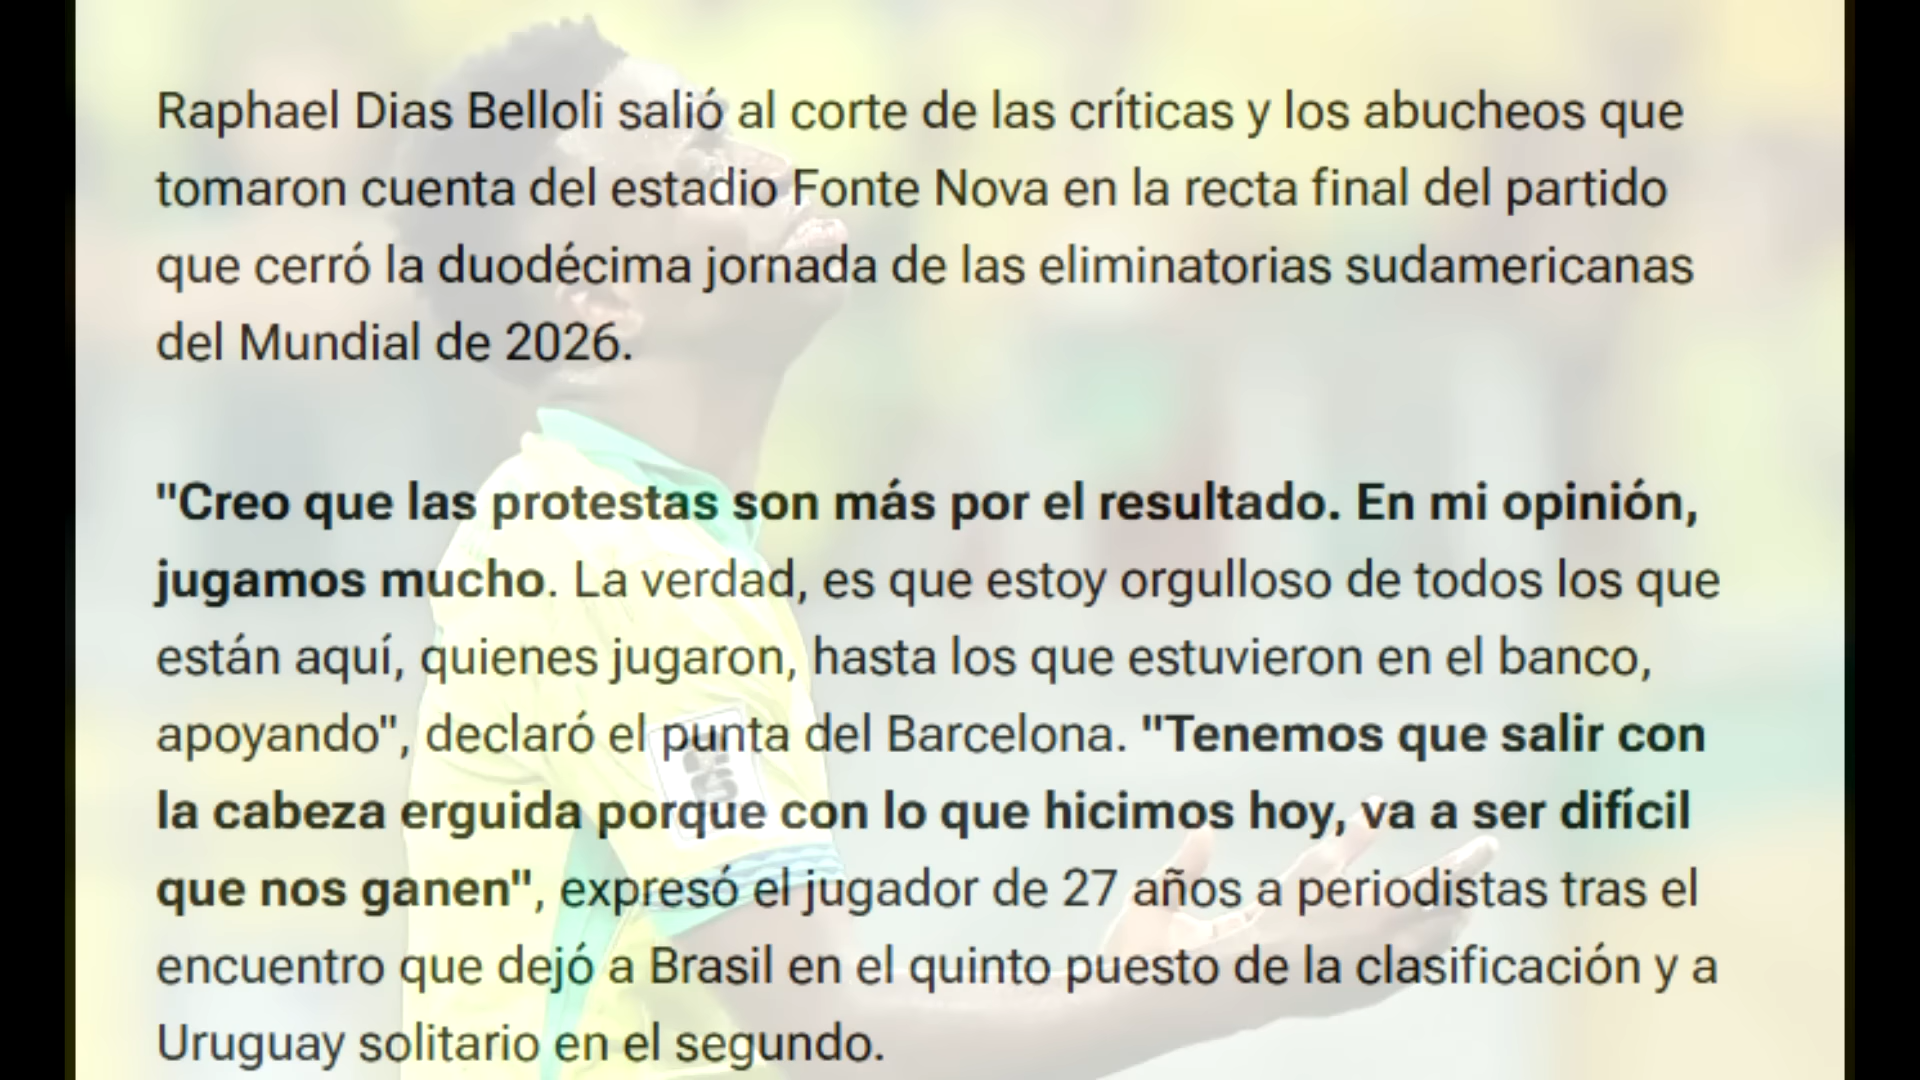 Raphael Dias Belloli salió al corte de las críticas y los abucheos que
tomaron cuenta del estadio Fonte Nova en la recta final del partido
que cerró la duodécima jornada de las eliminatorias sudamericanas
del Mundial de 2026.
"Creo que las protestas son más por el resultado. En mi opinión,
jugamos mucho. La verdad, es que estoy orgulloso de todos los que
están aquí, quienes jugaron, hasta los que estuvieron en el banco,
apoyando", declaró el punta del Barcelona. "Tenemos que salir con
la cabeza erguida porque con lo que hicimos hoy, va a ser difícil
que nos ganen", expresó el jugador de 27 años a periodistas tras el
encuentro que dejó a Brasil en el quinto puesto de la clasificación y a
Uruguay solitario en el segundo.